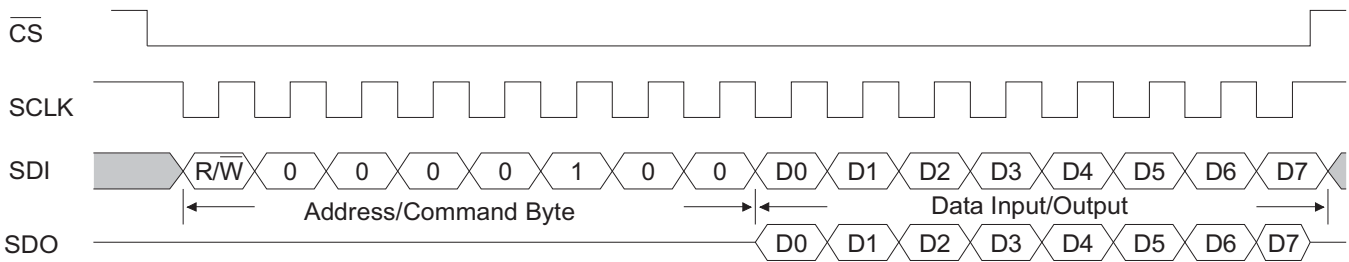 C̅S̅
SCLK
SDI R/W̅ 0 0 0 0 1 0 0 D0 D1 D2 D3 D4 D5 D6 D7
Address/Command Byte Data Input/Output
SDO D0 D1 D2 D3 D4 D5 D6 D7